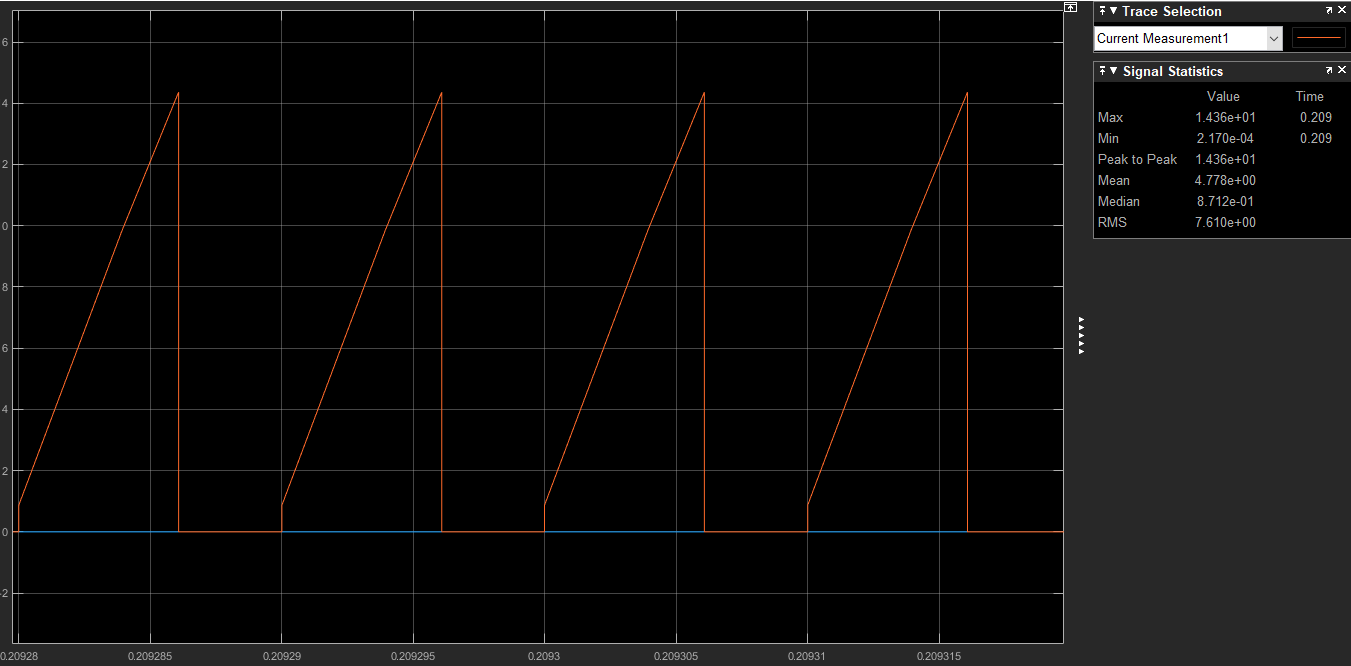 Trace Selection
Current Measurement1
Signal Statistics
Value Time
Max 1.436e+01 0.209
Min 2.170e-04 0.209
Peak to Peak 1.436e+01
Mean 4.778e+00
Median 8.712e-01
RMS 7.610e+00
6
4
2
0
8
6
4
2
0
-2
0.20928 0.209285 0.20929 0.209295 0.2093 0.209305 0.20931 0.209315